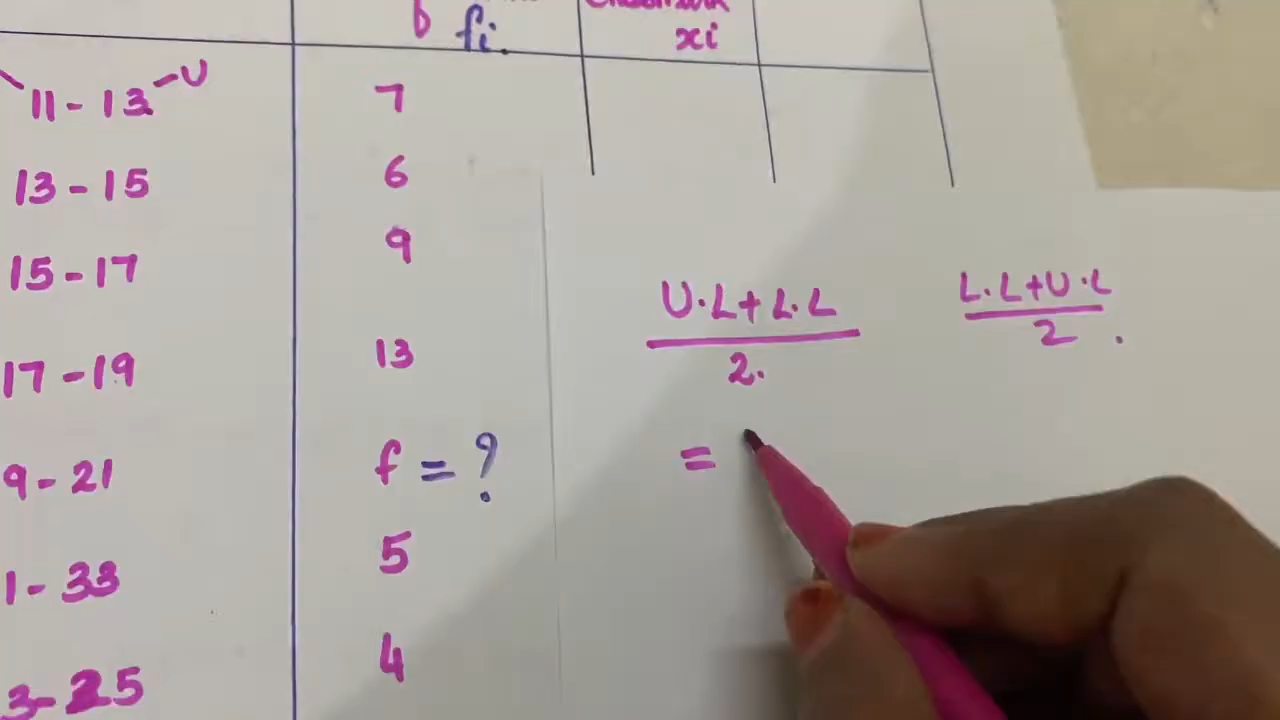 b fi.
xi
11-13 -U 7
13-15 6
15-17 9
U.L+L.L
2.
L.L+U.L
2.
17-19 13
9-21 f=?
=
1-33 5
3-25 4